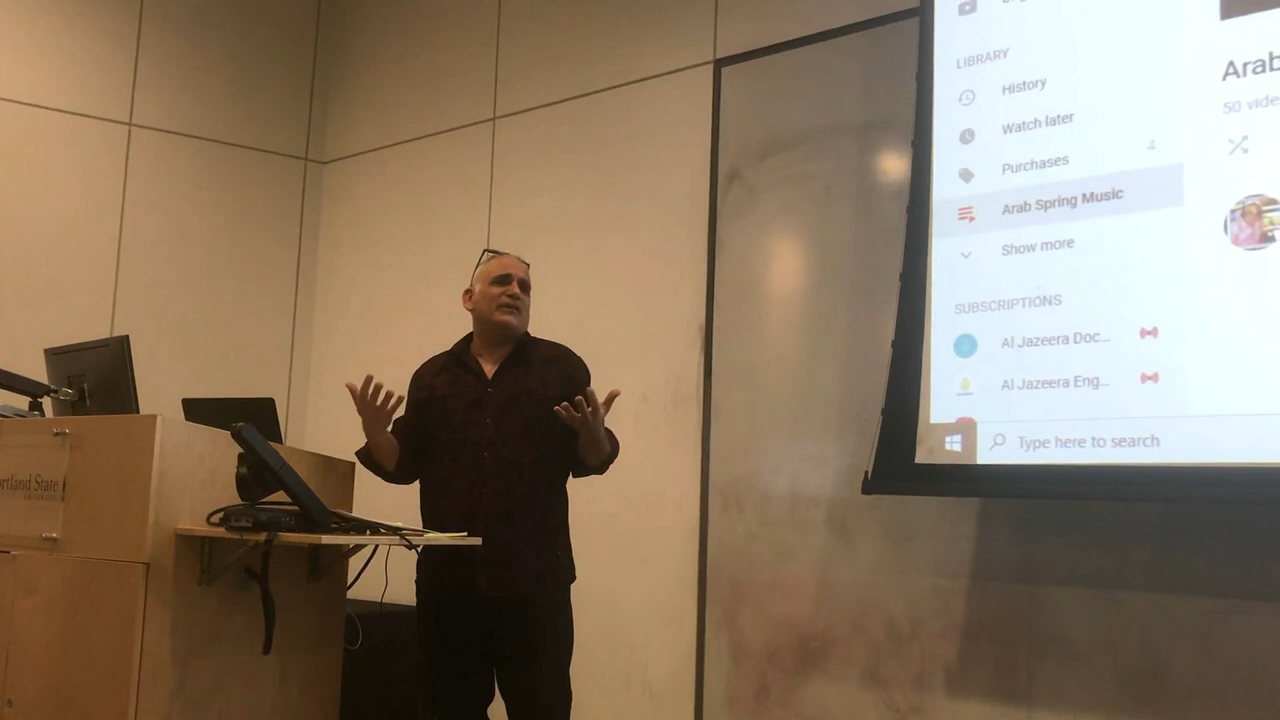 LIBRARY
History
Watch later
Purchases
4
Arab Spring Music
Show more
SUBSCRIPTIONS
Al Jazeera Doc...
Al Jazeera Eng...
Type here to search
Arab
50 vide
rtland State